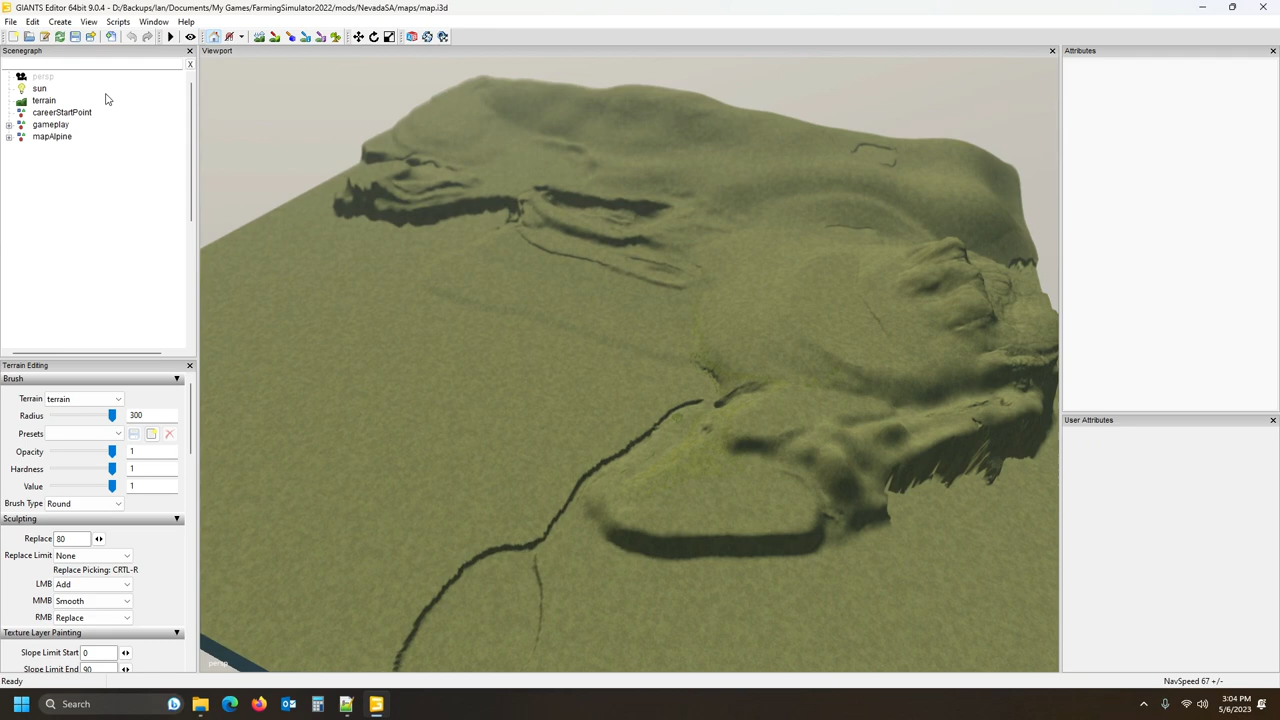 GIANTS Editor 64bit 9.0.4 - D:/Backups/Ian/Documents/My Games/FarmingSimulator2022/mods/NevadaSA/maps/map.i3d
File Edit Create View Scripts Window Help
Scenegraph
Viewport
Attributes
X
persp
sun
terrain
careerStartPoint
gameplay
mapAlpine
Terrain Editing
Brush
Terrain terrain
Radius 300
Presets
Opacity 1
Hardness 1
Value 1
Brush Type Round
Sculpting
Replace 80
Replace Limit None
Replace Picking: CRTL-R
LMB Add
MMB Smooth
RMB Replace
Texture Layer Painting
Slope Limit Start 0
Slope Limit End 90
User Attributes
persp
Ready
NavSpeed 67 +/-
Search
3:04 PM
5/6/2023